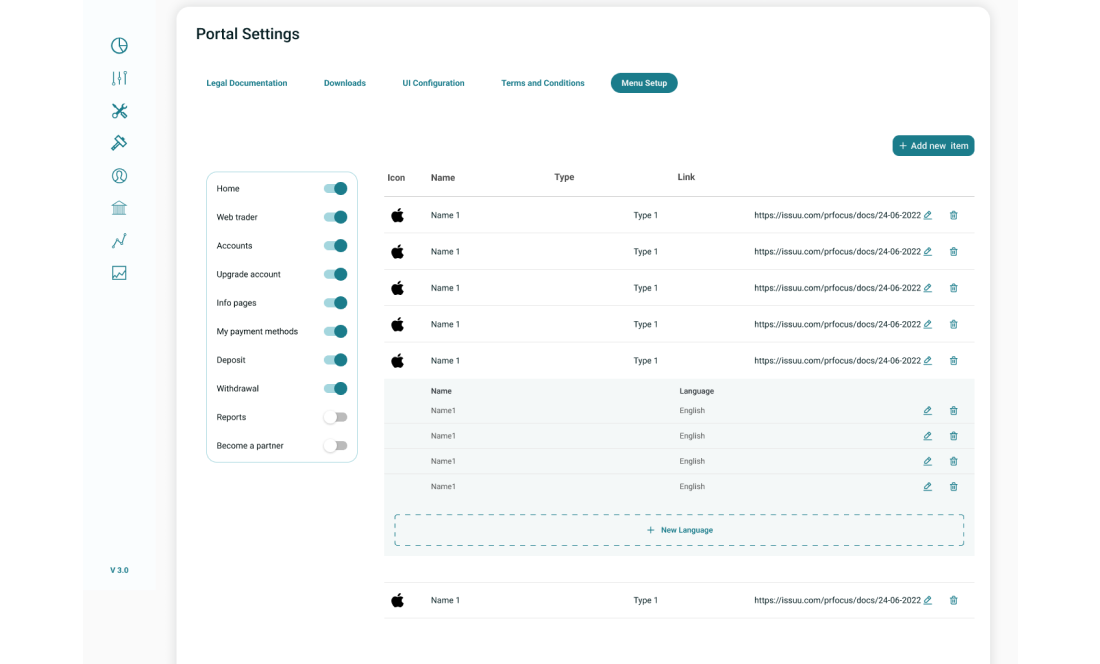 Portal Settings
Legal Documentation Downloads UI Configuration Terms and Conditions Menu Setup
+ Add new item
Home
Web trader
Accounts
Upgrade account
Info pages
My payment methods
Deposit
Withdrawal
Reports
Become a partner
Icon Name Type Link
Name 1 Type 1 https://issuu.com/prfocus/docs/24-06-2022
Name 1 Type 1 https://issuu.com/prfocus/docs/24-06-2022
Name 1 Type 1 https://issuu.com/prfocus/docs/24-06-2022
Name 1 Type 1 https://issuu.com/prfocus/docs/24-06-2022
Name 1 Type 1 https://issuu.com/prfocus/docs/24-06-2022
Name Language
Name1 English
Name1 English
Name1 English
Name1 English
+ New Language
Name 1 Type 1 https://issuu.com/prfocus/docs/24-06-2022
V 3.0